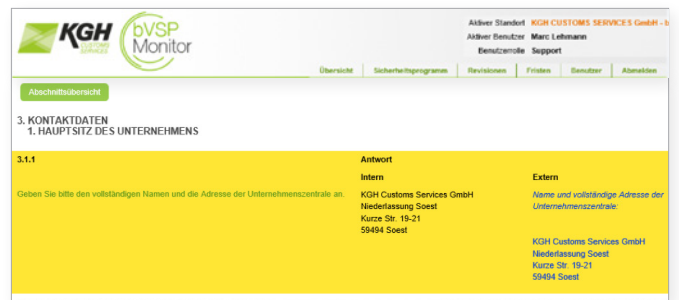 KGH
CUSTOMS
SERVICES
bVSP
Monitor
Aktiver Standort KGH CUSTOMS SERVICES GmbH - b
Aktiver Benutzer Marc Lehmann
Benutzerrolle Support
Übersicht Sicherheitsprogramm Revisionen Fristen Benutzer Abmelden
Abschnittsübersicht
3. KONTAKTDATEN
1. HAUPTSITZ DES UNTERNEHMENS
3.1.1 Antwort
Intern Extern
Geben Sie bitte den vollständigen Namen und die Adresse der Unternehmenszentrale an.
KGH Customs Services GmbH
Niederlassung Soest
Kurze Str. 19-21
59494 Soest
Name und vollständige Adresse der
Unternehmenszentrale:
KGH Customs Services GmbH
Niederlassung Soest
Kurze Str. 19-21
59494 Soest